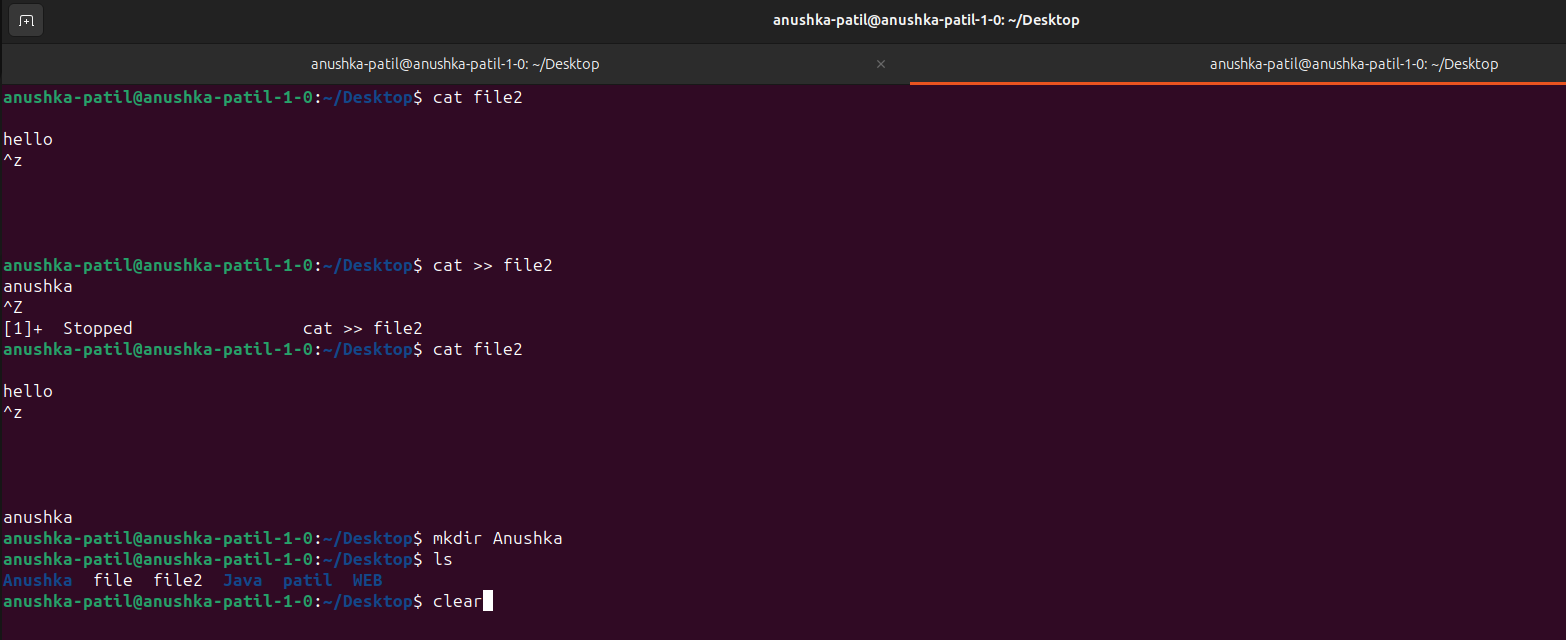 anushka-patil@anushka-patil-1-0: ~/Desktop
anushka-patil@anushka-patil-1-0: ~/Desktop × anushka-patil@anushka-patil-1-0: ~/Desktop
anushka-patil@anushka-patil-1-0:~/Desktop$ cat file2
hello
^z
anushka-patil@anushka-patil-1-0:~/Desktop$ cat >> file2
anushka
^Z
[1]+  Stopped                 cat >> file2
anushka-patil@anushka-patil-1-0:~/Desktop$ cat file2
hello
^z
anushka
anushka-patil@anushka-patil-1-0:~/Desktop$ mkdir Anushka
anushka-patil@anushka-patil-1-0:~/Desktop$ ls
Anushka  file  file2  Java  patil  WEB
anushka-patil@anushka-patil-1-0:~/Desktop$ clear